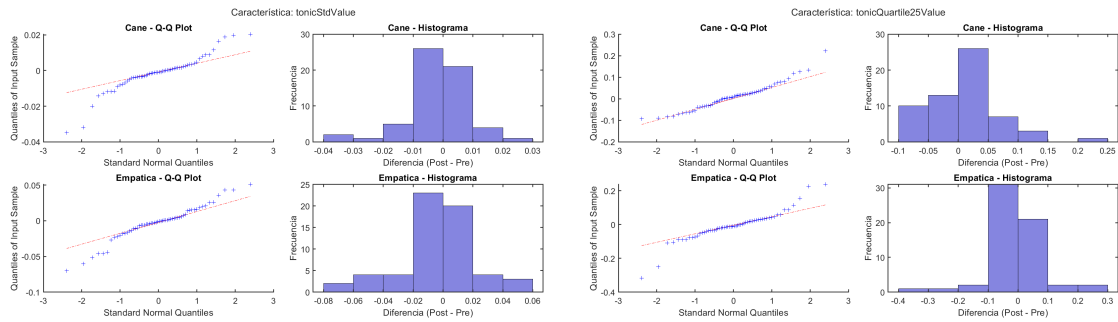 Característica: tonicStdValue
Cane - Q-Q Plot
Quantiles of Input Sample
0.02
0
-0.02
-0.04
-3 -2 -1 0 1 2 3
Standard Normal Quantiles
Cane - Histograma
Frecuencia
30
20
10
0
-0.04 -0.03 -0.02 -0.01 0 0.01 0.02 0.03
Diferencia (Post - Pre)
Empatica - Q-Q Plot
Quantiles of Input Sample
0.05
0
-0.05
-0.1
-3 -2 -1 0 1 2 3
Standard Normal Quantiles
Empatica - Histograma
Frecuencia
25
20
15
10
5
0
-0.08 -0.06 -0.04 -0.02 0 0.02 0.04 0.06
Diferencia (Post - Pre)
Característica: tonicQuartile25Value
Cane - Q-Q Plot
Quantiles of Input Sample
0.3
0.2
0.1
0
-0.1
-0.2
-3 -2 -1 0 1 2 3
Standard Normal Quantiles
Cane - Histograma
Frecuencia
30
20
10
0
-0.1 -0.05 0 0.05 0.1 0.15 0.2 0.25
Diferencia (Post - Pre)
Empatica - Q-Q Plot
Quantiles of Input Sample
0.2
0
-0.2
-0.4
-3 -2 -1 0 1 2 3
Standard Normal Quantiles
Empatica - Histograma
Frecuencia
30
20
10
0
-0.4 -0.3 -0.2 -0.1 0 0.1 0.2 0.3
Diferencia (Post - Pre)